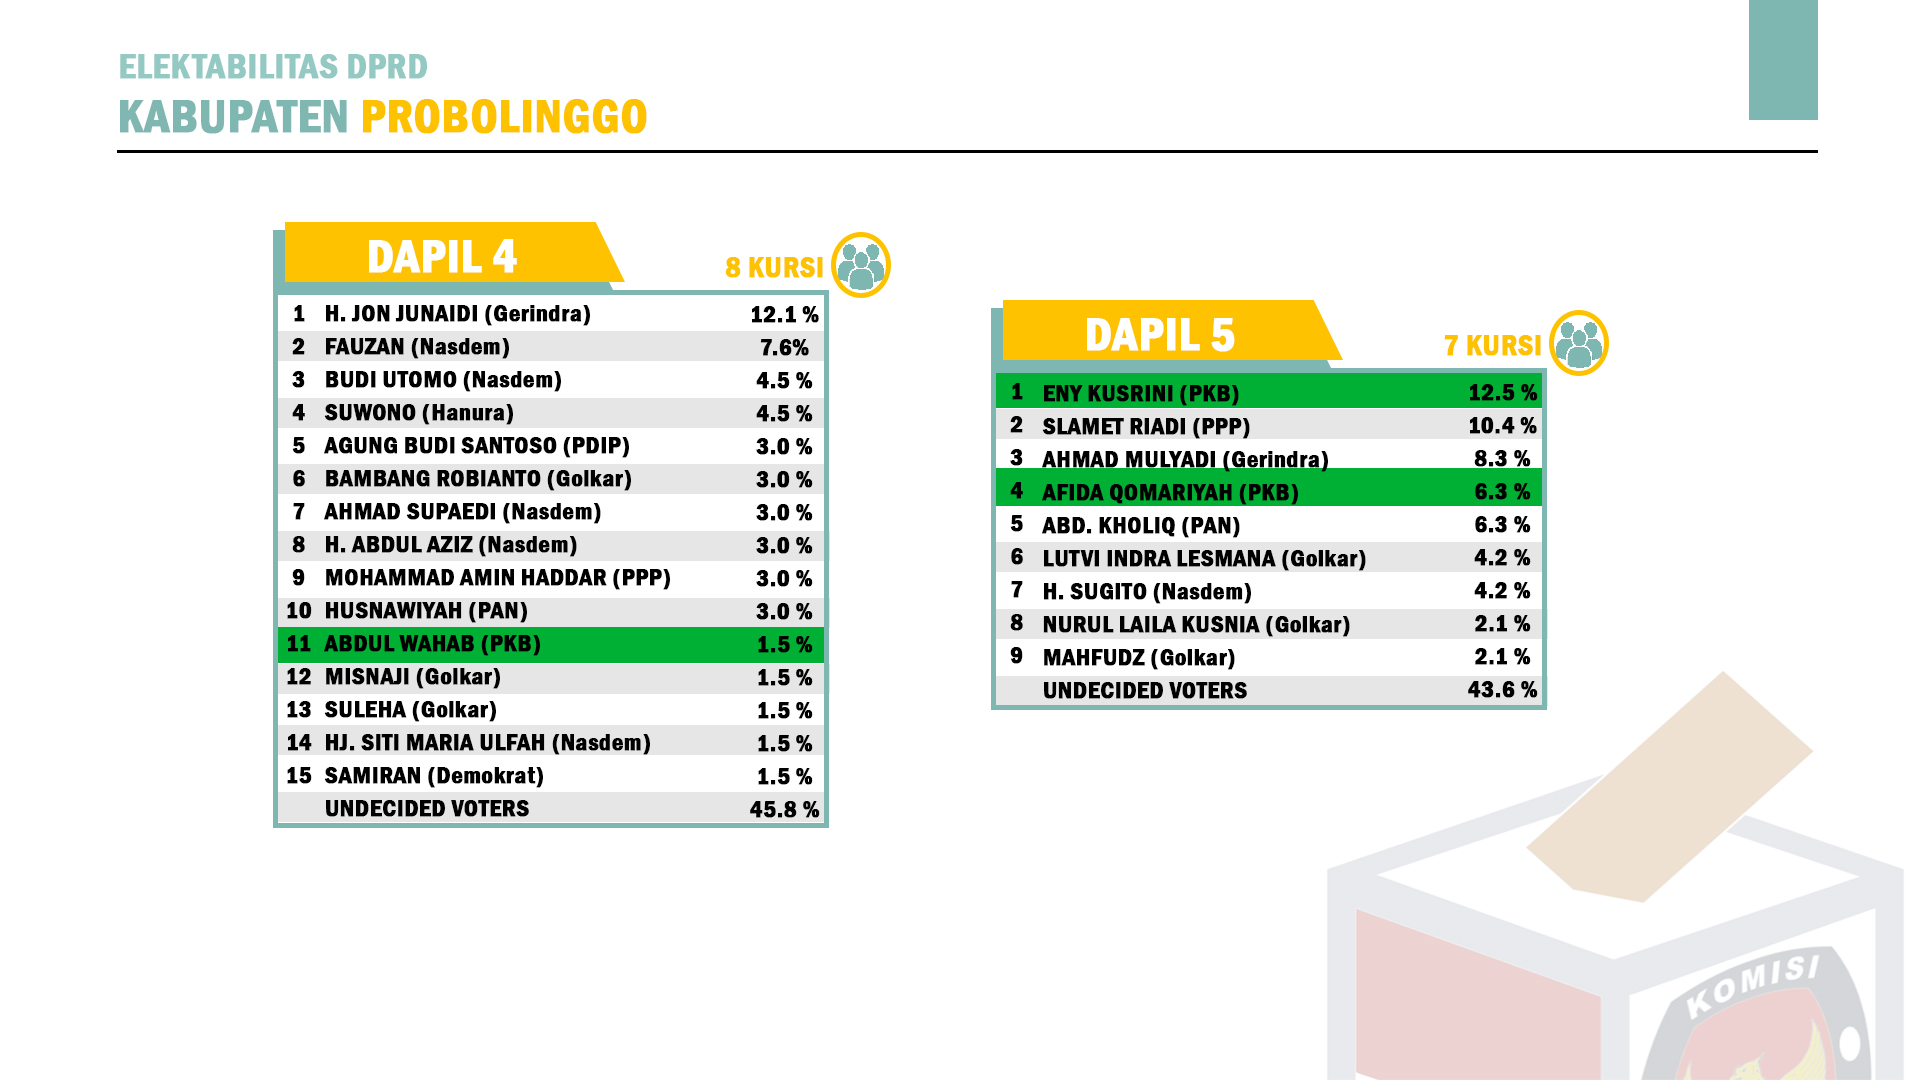 ELEKTABILITAS DPRD
KABUPATEN PROBOLINGGO
DAPIL 4
8 KURSI
1 H. JON JUNAIDI (Gerindra) 12.1 %
2 FAUZAN (Nasdem) 7.6%
3 BUDI UTOMO (Nasdem) 4.5 %
4 SUWONO (Hanura) 4.5 %
5 AGUNG BUDI SANTOSO (PDIP) 3.0 %
6 BAMBANG ROBIANTO (Golkar) 3.0 %
7 AHMAD SUPAEDI (Nasdem) 3.0 %
8 H. ABDUL AZIZ (Nasdem) 3.0 %
9 MOHAMMAD AMIN HADDAR (PPP) 3.0 %
10 HUSNAWIYAH (PAN) 3.0 %
11 ABDUL WAHAB (PKB) 1.5 %
12 MISNAJI (Golkar) 1.5 %
13 SULEHA (Golkar) 1.5 %
14 HJ. SITI MARIA ULFAH (Nasdem) 1.5 %
15 SAMIRAN (Demokrat) 1.5 %
UNDECIDED VOTERS 45.8 %
DAPIL 5
7 KURSI
1 ENY KUSRINI (PKB) 12.5 %
2 SLAMET RIADI (PPP) 10.4 %
3 AHMAD MULYADI (Gerindra) 8.3 %
4 AFIDA QOMARIYAH (PKB) 6.3 %
5 ABD. KHOLIQ (PAN) 6.3 %
6 LUTVI INDRA LESMANA (Golkar) 4.2 %
7 H. SUGITO (Nasdem) 4.2 %
8 NURUL LAILA KUSNIA (Golkar) 2.1 %
9 MAHFUDZ (Golkar) 2.1 %
UNDECIDED VOTERS 43.6 %
KOMISI